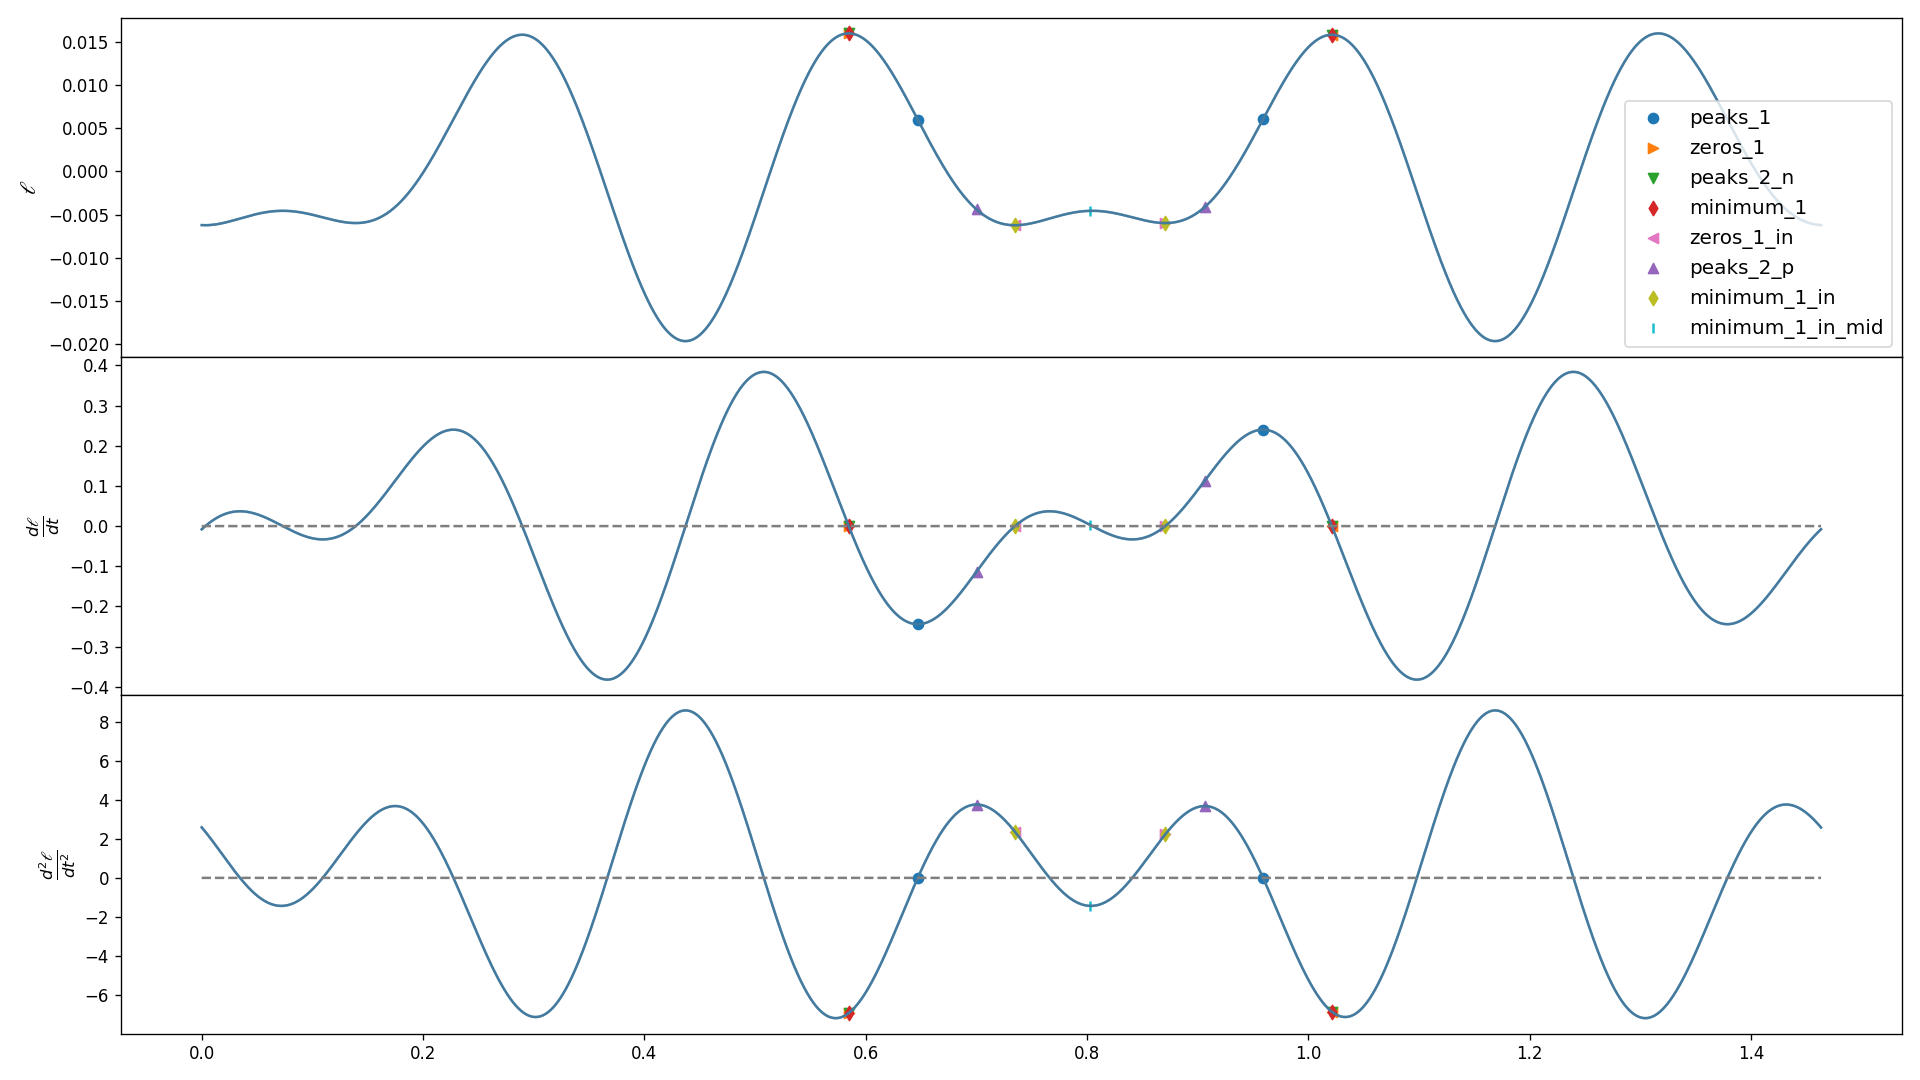 0.015
0.010
0.005
0.000
−0.005
−0.010
−0.015
−0.020
ℓ
peaks_1
zeros_1
peaks_2_n
minimum_1
zeros_1_in
peaks_2_p
minimum_1_in
minimum_1_in_mid
0.4
0.3
0.2
0.1
0.0
−0.1
−0.2
−0.3
−0.4
dℓ
dt
8
6
4
2
0
−2
−4
−6
d²ℓ
dt²
0.0 0.2 0.4 0.6 0.8 1.0 1.2 1.4